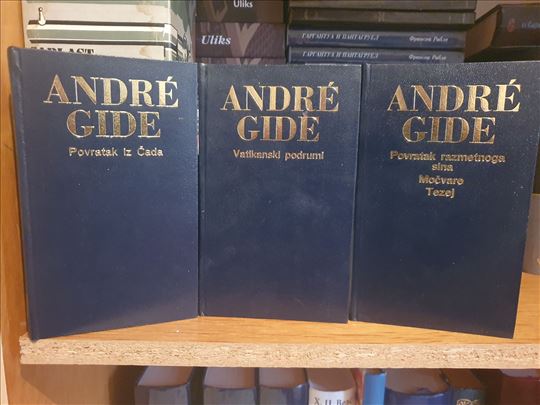 Uliks
Uliks
ГАРГАНТУА И ПАНТАГРУЕЛ
Франсоа Рабле
ГАРГАНТУА И ПАНТАГРУЕЛ
Франсоа Рабле
ANDRÉ
GIDE
Povratak iz Čada
ANDRÉ
GIDE
Vatikanski podrumi
ANDRÉ
GIDE
Povratak razmetnoga
sina
Močvare
Tezej